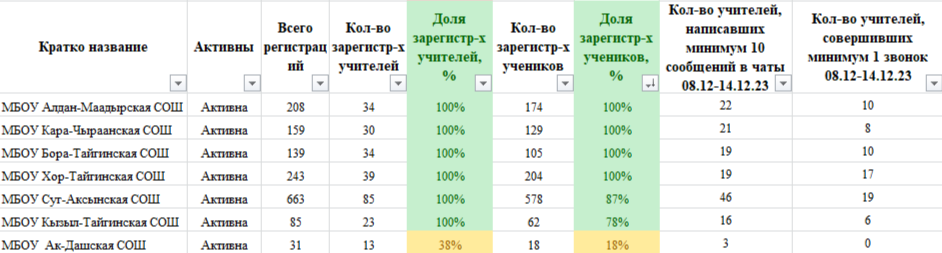 Кратко название | Активны | Всего регистрац ий | Кол-во зарегистр-х учителей | Доля зарегистр-х учителей, % | Кол-во зарегистр-х учеников | Доля зарегистр-х учеников, % | Кол-во учителей, написавших минимум 10 сообщений в чаты 08.12-14.12.23 | Кол-во учителей, совершивших минимум 1 звонок 08.12-14.12.23
МБОУ Алдан-Маадырская СОШ | Активна | 208 | 34 | 100% | 174 | 100% | 22 | 10
МБОУ Кара-Чыраанская СОШ | Активна | 159 | 30 | 100% | 129 | 100% | 21 | 8
МБОУ Бора-Тайгинская СОШ | Активна | 139 | 34 | 100% | 105 | 100% | 19 | 10
МБОУ Хор-Тайгинская СОШ | Активна | 243 | 39 | 100% | 204 | 100% | 19 | 17
МБОУ Суг-Аксынская СОШ | Активна | 663 | 85 | 100% | 578 | 87% | 46 | 19
МБОУ Кызыл-Тайгинская СОШ | Активна | 85 | 23 | 100% | 62 | 78% | 16 | 6
МБОУ Ак-Дашская СОШ | Активна | 31 | 13 | 38% | 18 | 18% | 3 | 0